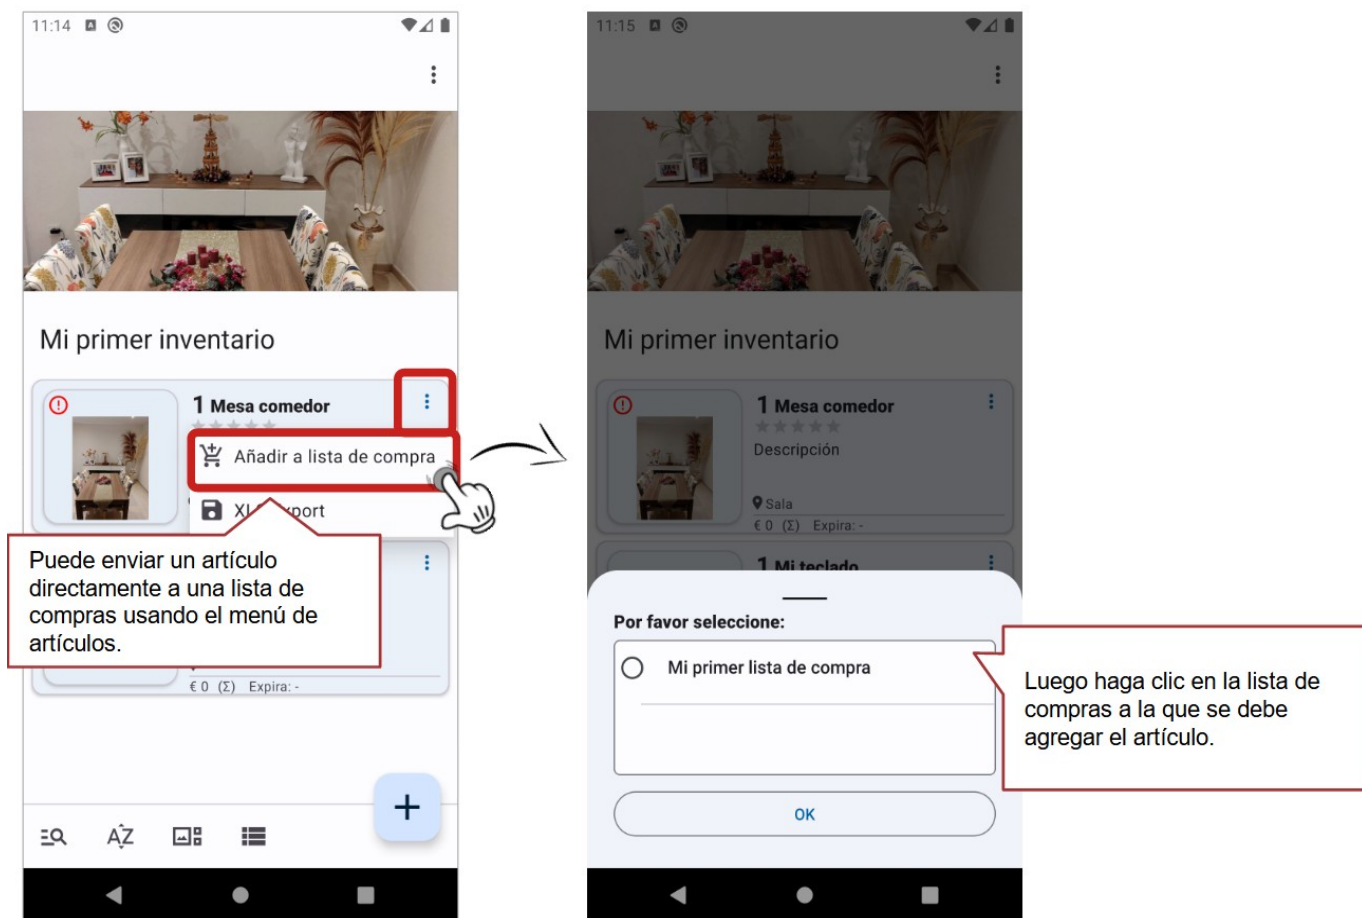 11:14
Mi primer inventario
1 Mesa comedor
Añadir a lista de compra
Puede enviar un artículo
directamente a una lista de
compras usando el menú de
artículos.
€ 0 (Σ) Expira: -
AZ
11:15
Mi primer inventario
1 Mesa comedor
Descripción
Sala
€ 0 (Σ) Expira: -
1 Mi teclado
Por favor seleccione:
Mi primer lista de compra
OK
Luego haga clic en la lista de
compras a la que se debe
agregar el artículo.